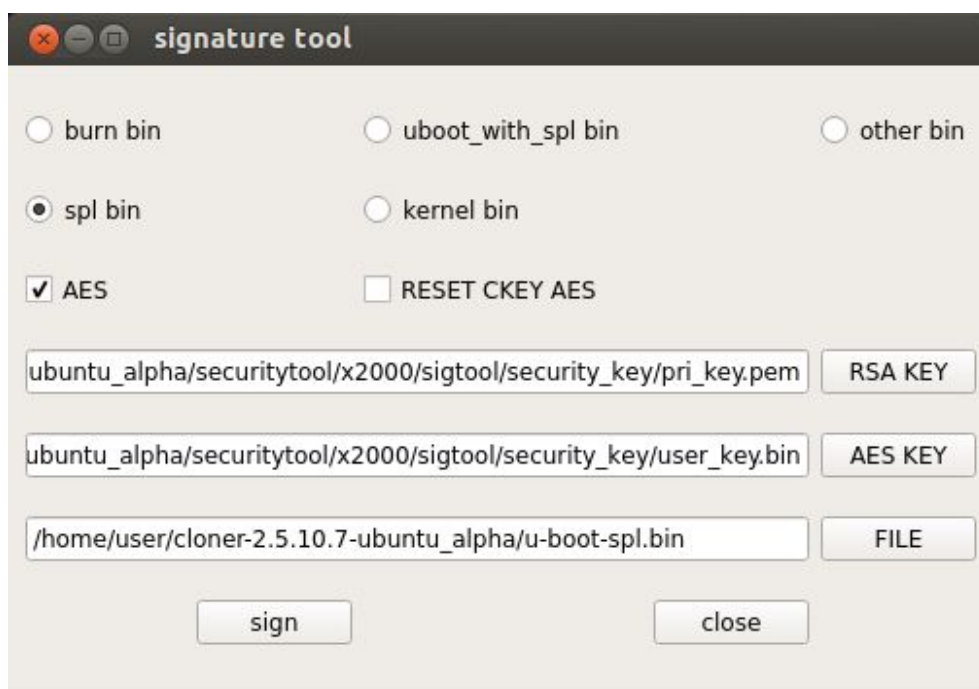 signature tool
burn bin uboot_with_spl bin other bin
spl bin kernel bin
AES RESET CKEY AES
ubuntu_alpha/securitytool/x2000/sigtool/security_key/pri_key.pem RSA KEY
ubuntu_alpha/securitytool/x2000/sigtool/security_key/user_key.bin AES KEY
/home/user/cloner-2.5.10.7-ubuntu_alpha/u-boot-spl.bin FILE
sign close